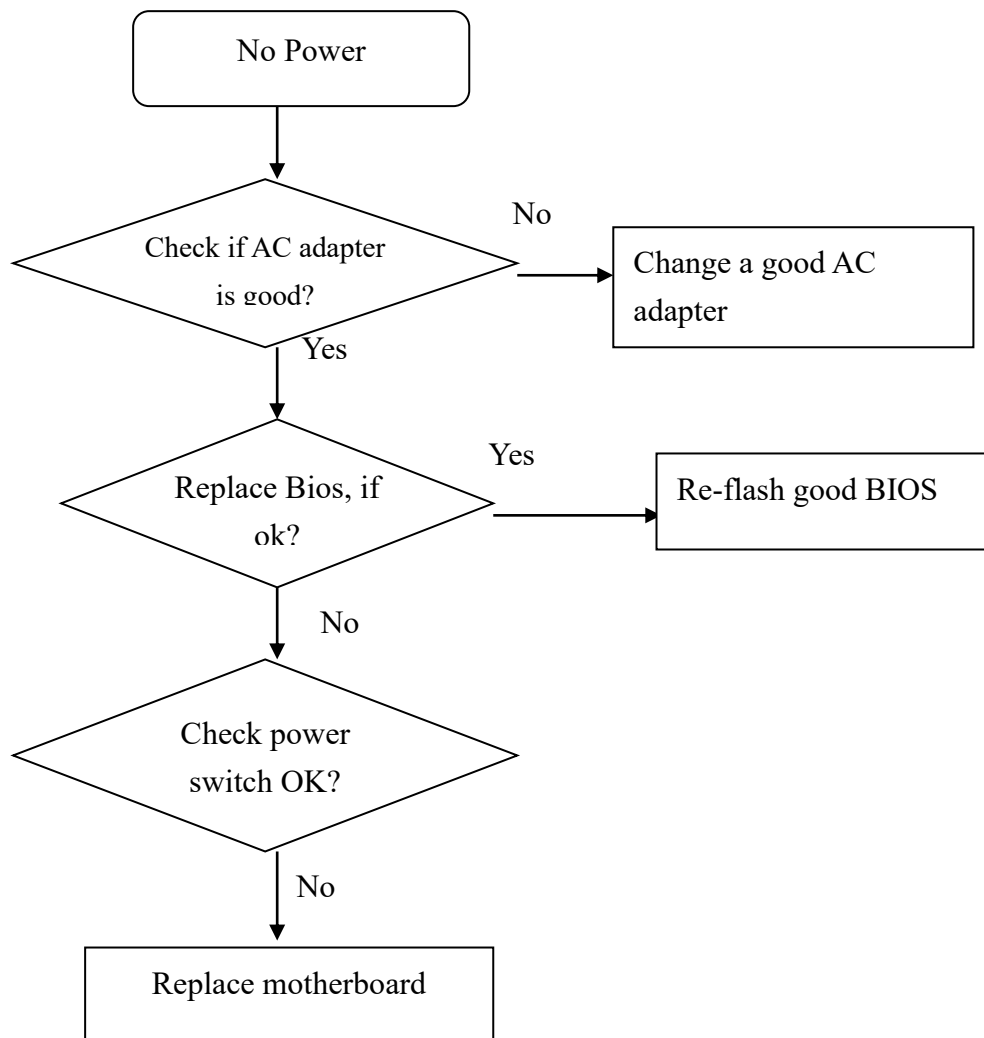 No Power
No
Check if AC adapter
is good?
Change a good AC
adapter
Yes
Yes
Replace Bios, if
ok?
Re-flash good BIOS
No
Check power
switch OK?
No
Replace motherboard